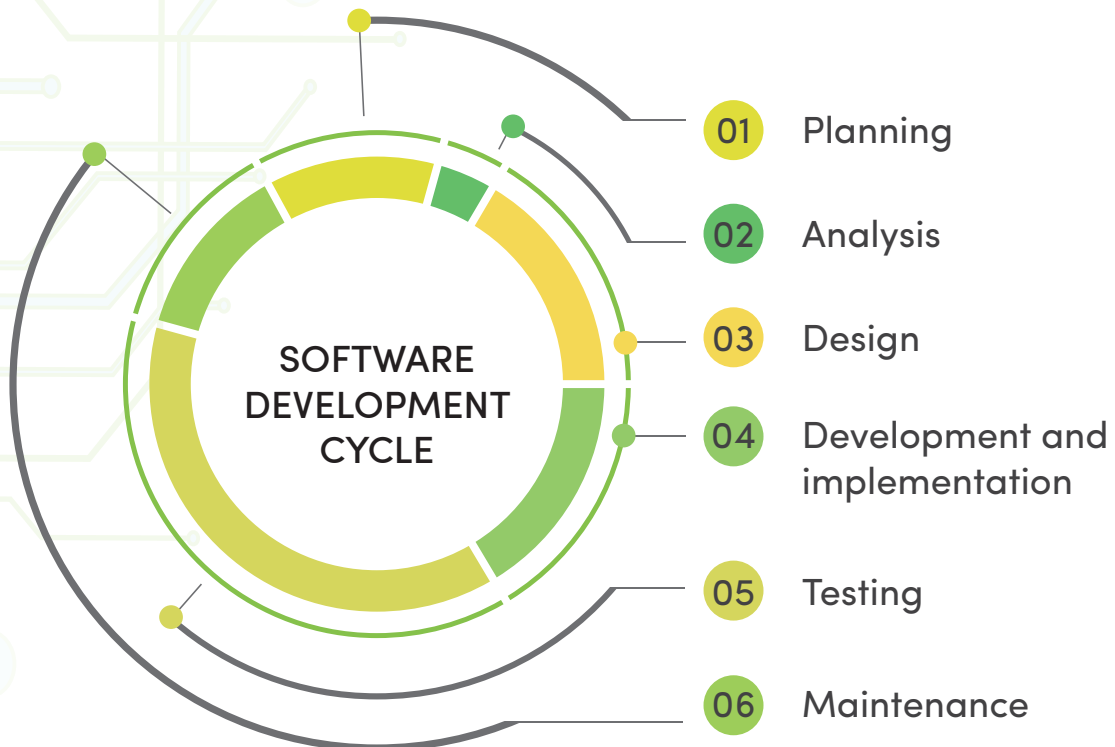 SOFTWARE
DEVELOPMENT
CYCLE
01 Planning
02 Analysis
03 Design
04 Development and
implementation
05 Testing
06 Maintenance